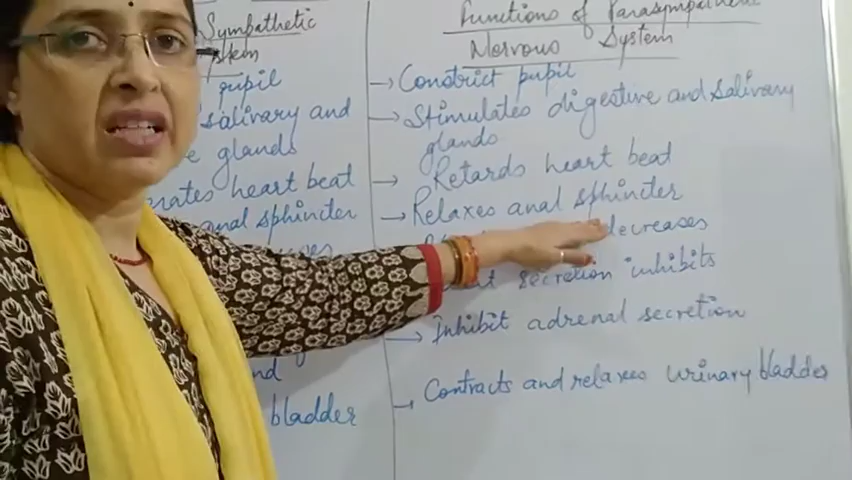 Sympathetic
pupil
salivary and
glands
heart beat
anal sphincter
bladder
Functions of Parasympathetic
Nervous System
→ Constrict pupil
→ Stimulates digestive and salivary
glands
→ Retards heart beat
→ Relaxes anal sphincter
decreases
secretion inhibits
→ Inhibit adrenal secretion
→ Contracts and relaxes urinary bladder